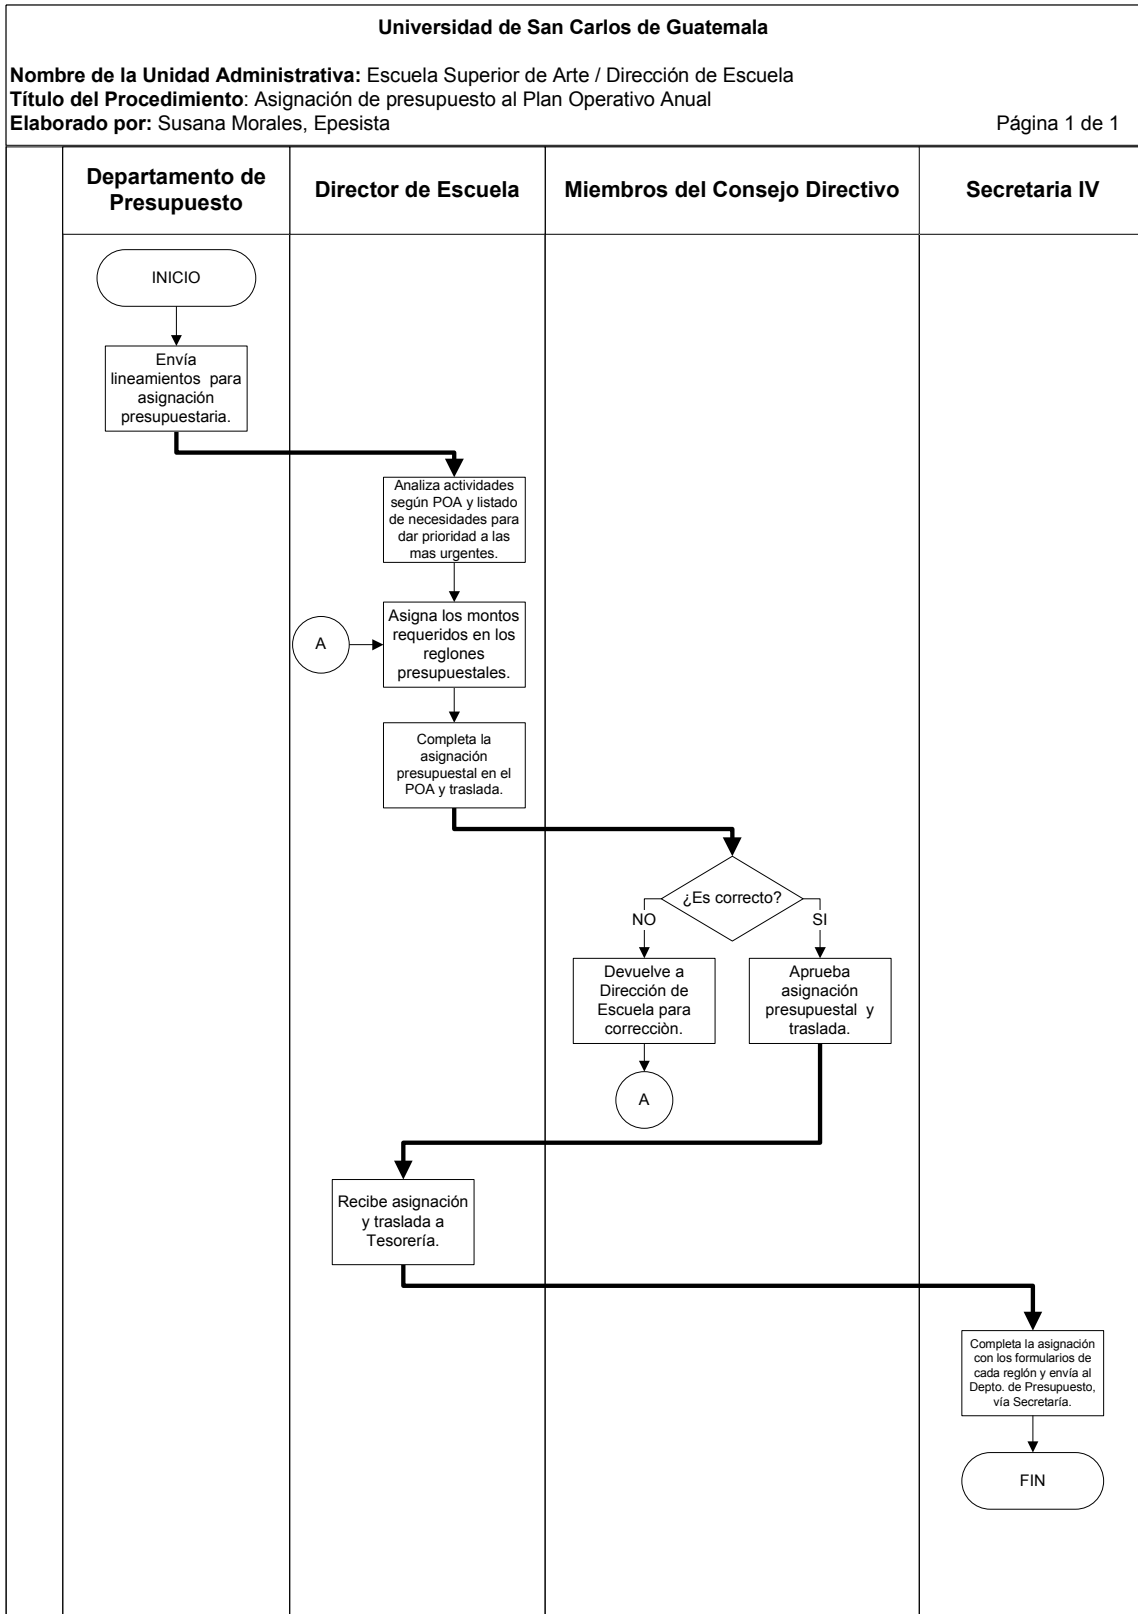 Universidad de San Carlos de Guatemala
Nombre de la Unidad Administrativa: Escuela Superior de Arte / Dirección de Escuela
Título del Procedimiento: Asignación de presupuesto al Plan Operativo Anual
Elaborado por: Susana Morales, Epesista
Página 1 de 1
Departamento de
Presupuesto
Director de Escuela
Miembros del Consejo Directivo
Secretaria IV
INICIO
Envía
lineamientos para
asignación
presupuestaria.
Analiza actividades
según POA y listado
de necesidades para
dar prioridad a las
mas urgentes.
A
Asigna los montos
requeridos en los
reglones
presupuestales.
Completa la
asignación
presupuestal en el
POA y traslada.
¿Es correcto?
NO
SI
Devuelve a
Dirección de
Escuela para
correcciòn.
Aprueba
asignación
presupuestal y
traslada.
A
Recibe asignación
y traslada a
Tesorería.
Completa la asignación
con los formularios de
cada reglón y envía al
Depto. de Presupuesto,
vía Secretaría.
FIN